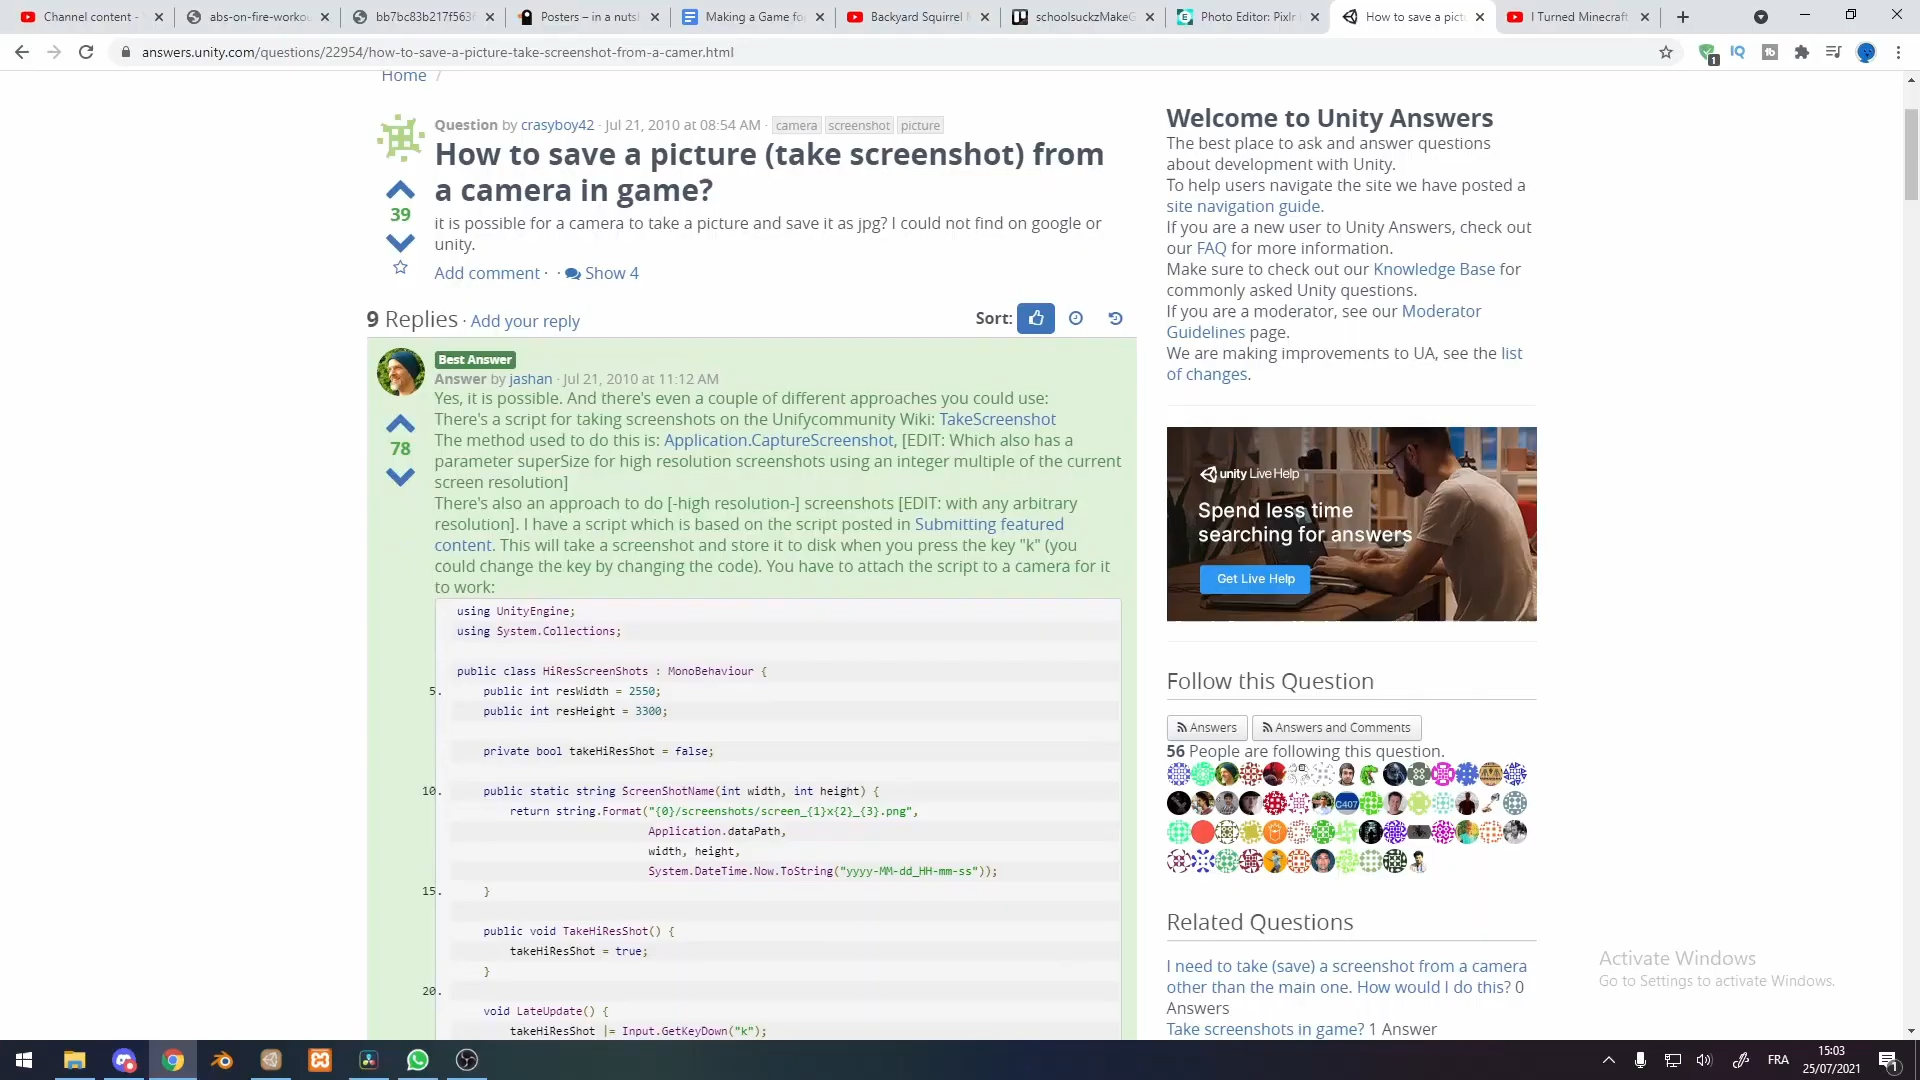 Channel content -
abs-on-fire-workou
bb7bc83b217f563f
Posters – in a nuts
Making a Game fo
Backyard Squirrel
schoolsuckzMakeG
Photo Editor: Pixlr
How to save a pict
I Turned Minecraft
answers.unity.com/questions/22954/how-to-save-a-picture-take-screenshot-from-a-camer.html
Home /
Question by crasyboy42 · Jul 21, 2010 at 08:54 AM · camera screenshot picture
How to save a picture (take screenshot) from
a camera in game?
39
it is possible for a camera to take a picture and save it as jpg? I could not find on google or
unity.
Add comment · · Show 4
9 Replies · Add your reply
Sort:
Best Answer
Answer by jashan · Jul 21, 2010 at 11:12 AM
78
Yes, it is possible. And there's even a couple of different approaches you could use:
There's a script for taking screenshots on the Unifycommunity Wiki: TakeScreenshot
The method used to do this is: Application.CaptureScreenshot, [EDIT: Which also has a
parameter superSize for high resolution screenshots using an integer multiple of the current
screen resolution]
There's also an approach to do [-high resolution-] screenshots [EDIT: with any arbitrary
resolution]. I have a script which is based on the script posted in Submitting featured
content. This will take a screenshot and store it to disk when you press the key "k" (you
could change the key by changing the code). You have to attach the script to a camera for it
to work:
using UnityEngine;
using System.Collections;
public class HiResScreenShots : MonoBehaviour {
5. public int resWidth = 2550;
public int resHeight = 3300;
private bool takeHiResShot = false;
10. public static string ScreenShotName(int width, int height) {
return string.Format("{0}/screenshots/screen_{1}x{2}_{3}.png",
Application.dataPath,
width, height,
System.DateTime.Now.ToString("yyyy-MM-dd_HH-mm-ss"));
15. }
public void TakeHiResShot() {
takeHiResShot = true;
}
20.
void LateUpdate() {
takeHiResShot |= Input.GetKeyDown("k");
Welcome to Unity Answers
The best place to ask and answer questions
about development with Unity.
To help users navigate the site we have posted a
site navigation guide.
If you are a new user to Unity Answers, check out
our FAQ for more information.
Make sure to check out our Knowledge Base for
commonly asked Unity questions.
If you are a moderator, see our Moderator
Guidelines page.
We are making improvements to UA, see the list
of changes.
unity Live Help
Spend less time
searching for answers
Get Live Help
Follow this Question
Answers
Answers and Comments
56 People are following this question.
C407
Related Questions
I need to take (save) a screenshot from a camera
other than the main one. How would I do this? 0
Answers
Take screenshots in game? 1 Answer
Activate Windows
Go to Settings to activate Windows.
FRA
15:03
25/07/2021